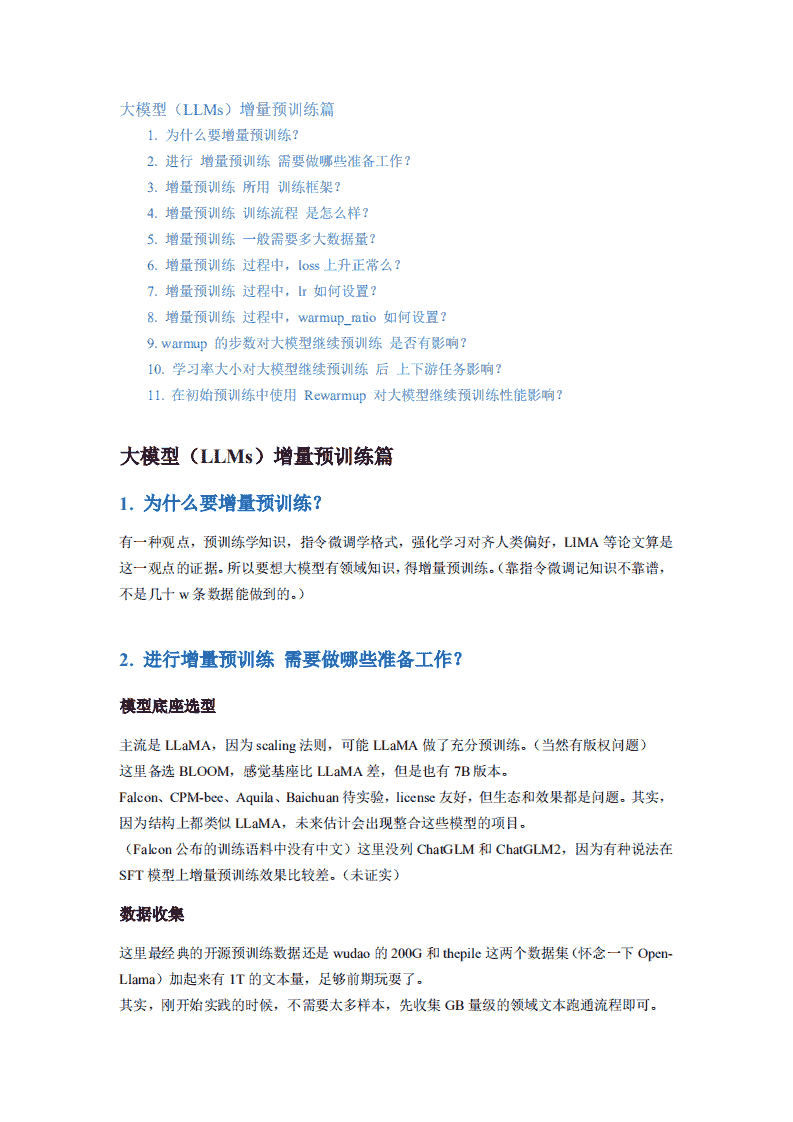 大模型（LLMs）增量预训练篇
1. 为什么要增量预训练？
2. 进行 增量预训练 需要做哪些准备工作？
3. 增量预训练 所用 训练框架？
4. 增量预训练 训练流程 是怎么样？
5. 增量预训练 一般需要多大数据量？
6. 增量预训练 过程中，loss 上升正常么？
7. 增量预训练 过程中，lr 如何设置？
8. 增量预训练 过程中，warmup_ratio 如何设置？
9. warmup 的步数对大模型继续预训练 是否有影响？
10. 学习率大小对大模型继续预训练 后 上下游任务影响？
11. 在初始预训练中使用 Rewarmup 对大模型继续预训练性能影响？
大模型（LLMs）增量预训练篇
1. 为什么要增量预训练？
有一种观点，预训练学知识，指令微调学格式，强化学习对齐人类偏好，LIMA 等论文算是
这一观点的证据。所以要想大模型有领域知识，得增量预训练。（靠指令微调记知识不靠谱，
不是几十 w 条数据能做到的。）
2. 进行增量预训练 需要做哪些准备工作？
模型底座选型
主流是 LLaMA，因为 scaling 法则，可能 LLaMA 做了充分预训练。（当然有版权问题）
这里备选 BLOOM，感觉基座比 LLaMA 差，但是也有 7B 版本。
Falcon、CPM-bee、Aquila、Baichuan 待实验，license 友好，但生态和效果都是问题。其实，
因为结构上都类似 LLaMA，未来估计会出现整合这些模型的项目。
（Falcon 公布的训练语料中没有中文）这里没列 ChatGLM 和 ChatGLM2，因为有种说法在
SFT 模型上增量预训练效果比较差。（未证实）
数据收集
这里最经典的开源预训练数据还是 wudao 的 200G 和 thepile 这两个数据集（怀念一下 Open-
Llama）加起来有 1T 的文本量，足够前期玩耍了。
其实，刚开始实践的时候，不需要太多样本，先收集 GB 量级的领域文本跑通流程即可。